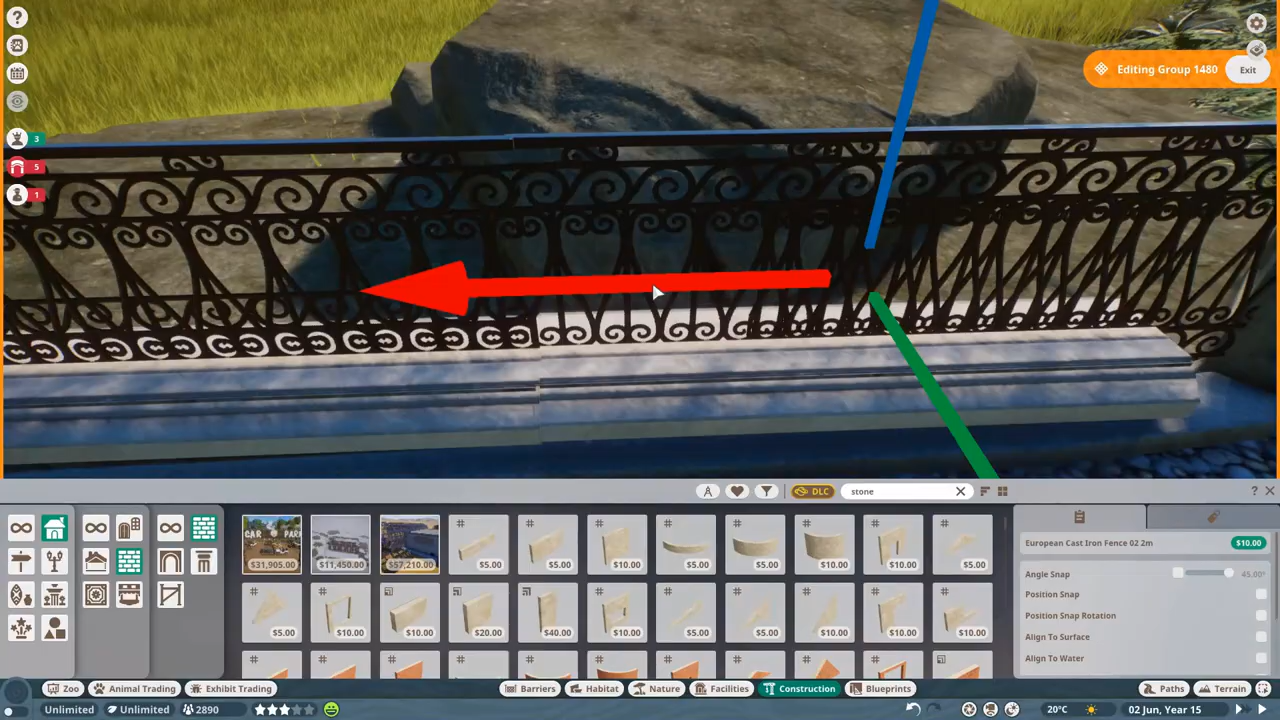 ?
3
5
1
Editing Group 1480
Exit
DLC
stone
?
CAR PARK
$31,905.00
$11,450.00
$57,210.00
$5.00
$5.00
$10.00
$5.00
$5.00
$10.00
$10.00
$5.00
$5.00
$10.00
$10.00
$20.00
$40.00
$10.00
$5.00
$5.00
$10.00
$10.00
$10.00
European Cast Iron Fence 02 2m
$10.00
Angle Snap
45.00°
Position Snap
Position Snap Rotation
Align To Surface
Align To Water
Zoo
Animal Trading
Exhibit Trading
Barriers
Habitat
Nature
Facilities
Construction
Blueprints
Paths
Terrain
Unlimited
Unlimited
2890
20°C
02 Jun, Year 15